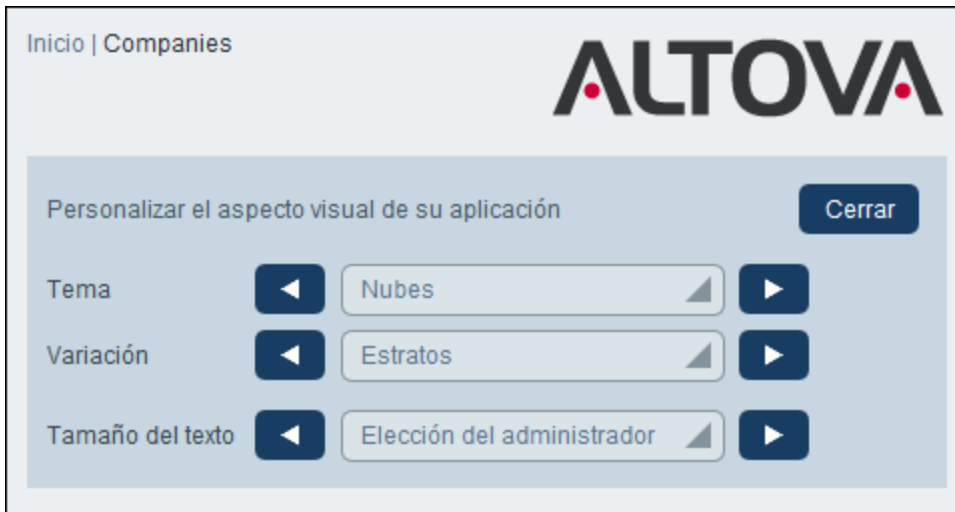 Inicio | Companies
ALTOVA
Personalizar el aspecto visual de su aplicación
Cerrar
Tema
Nubes
Variación
Estratos
Tamaño del texto
Elección del administrador